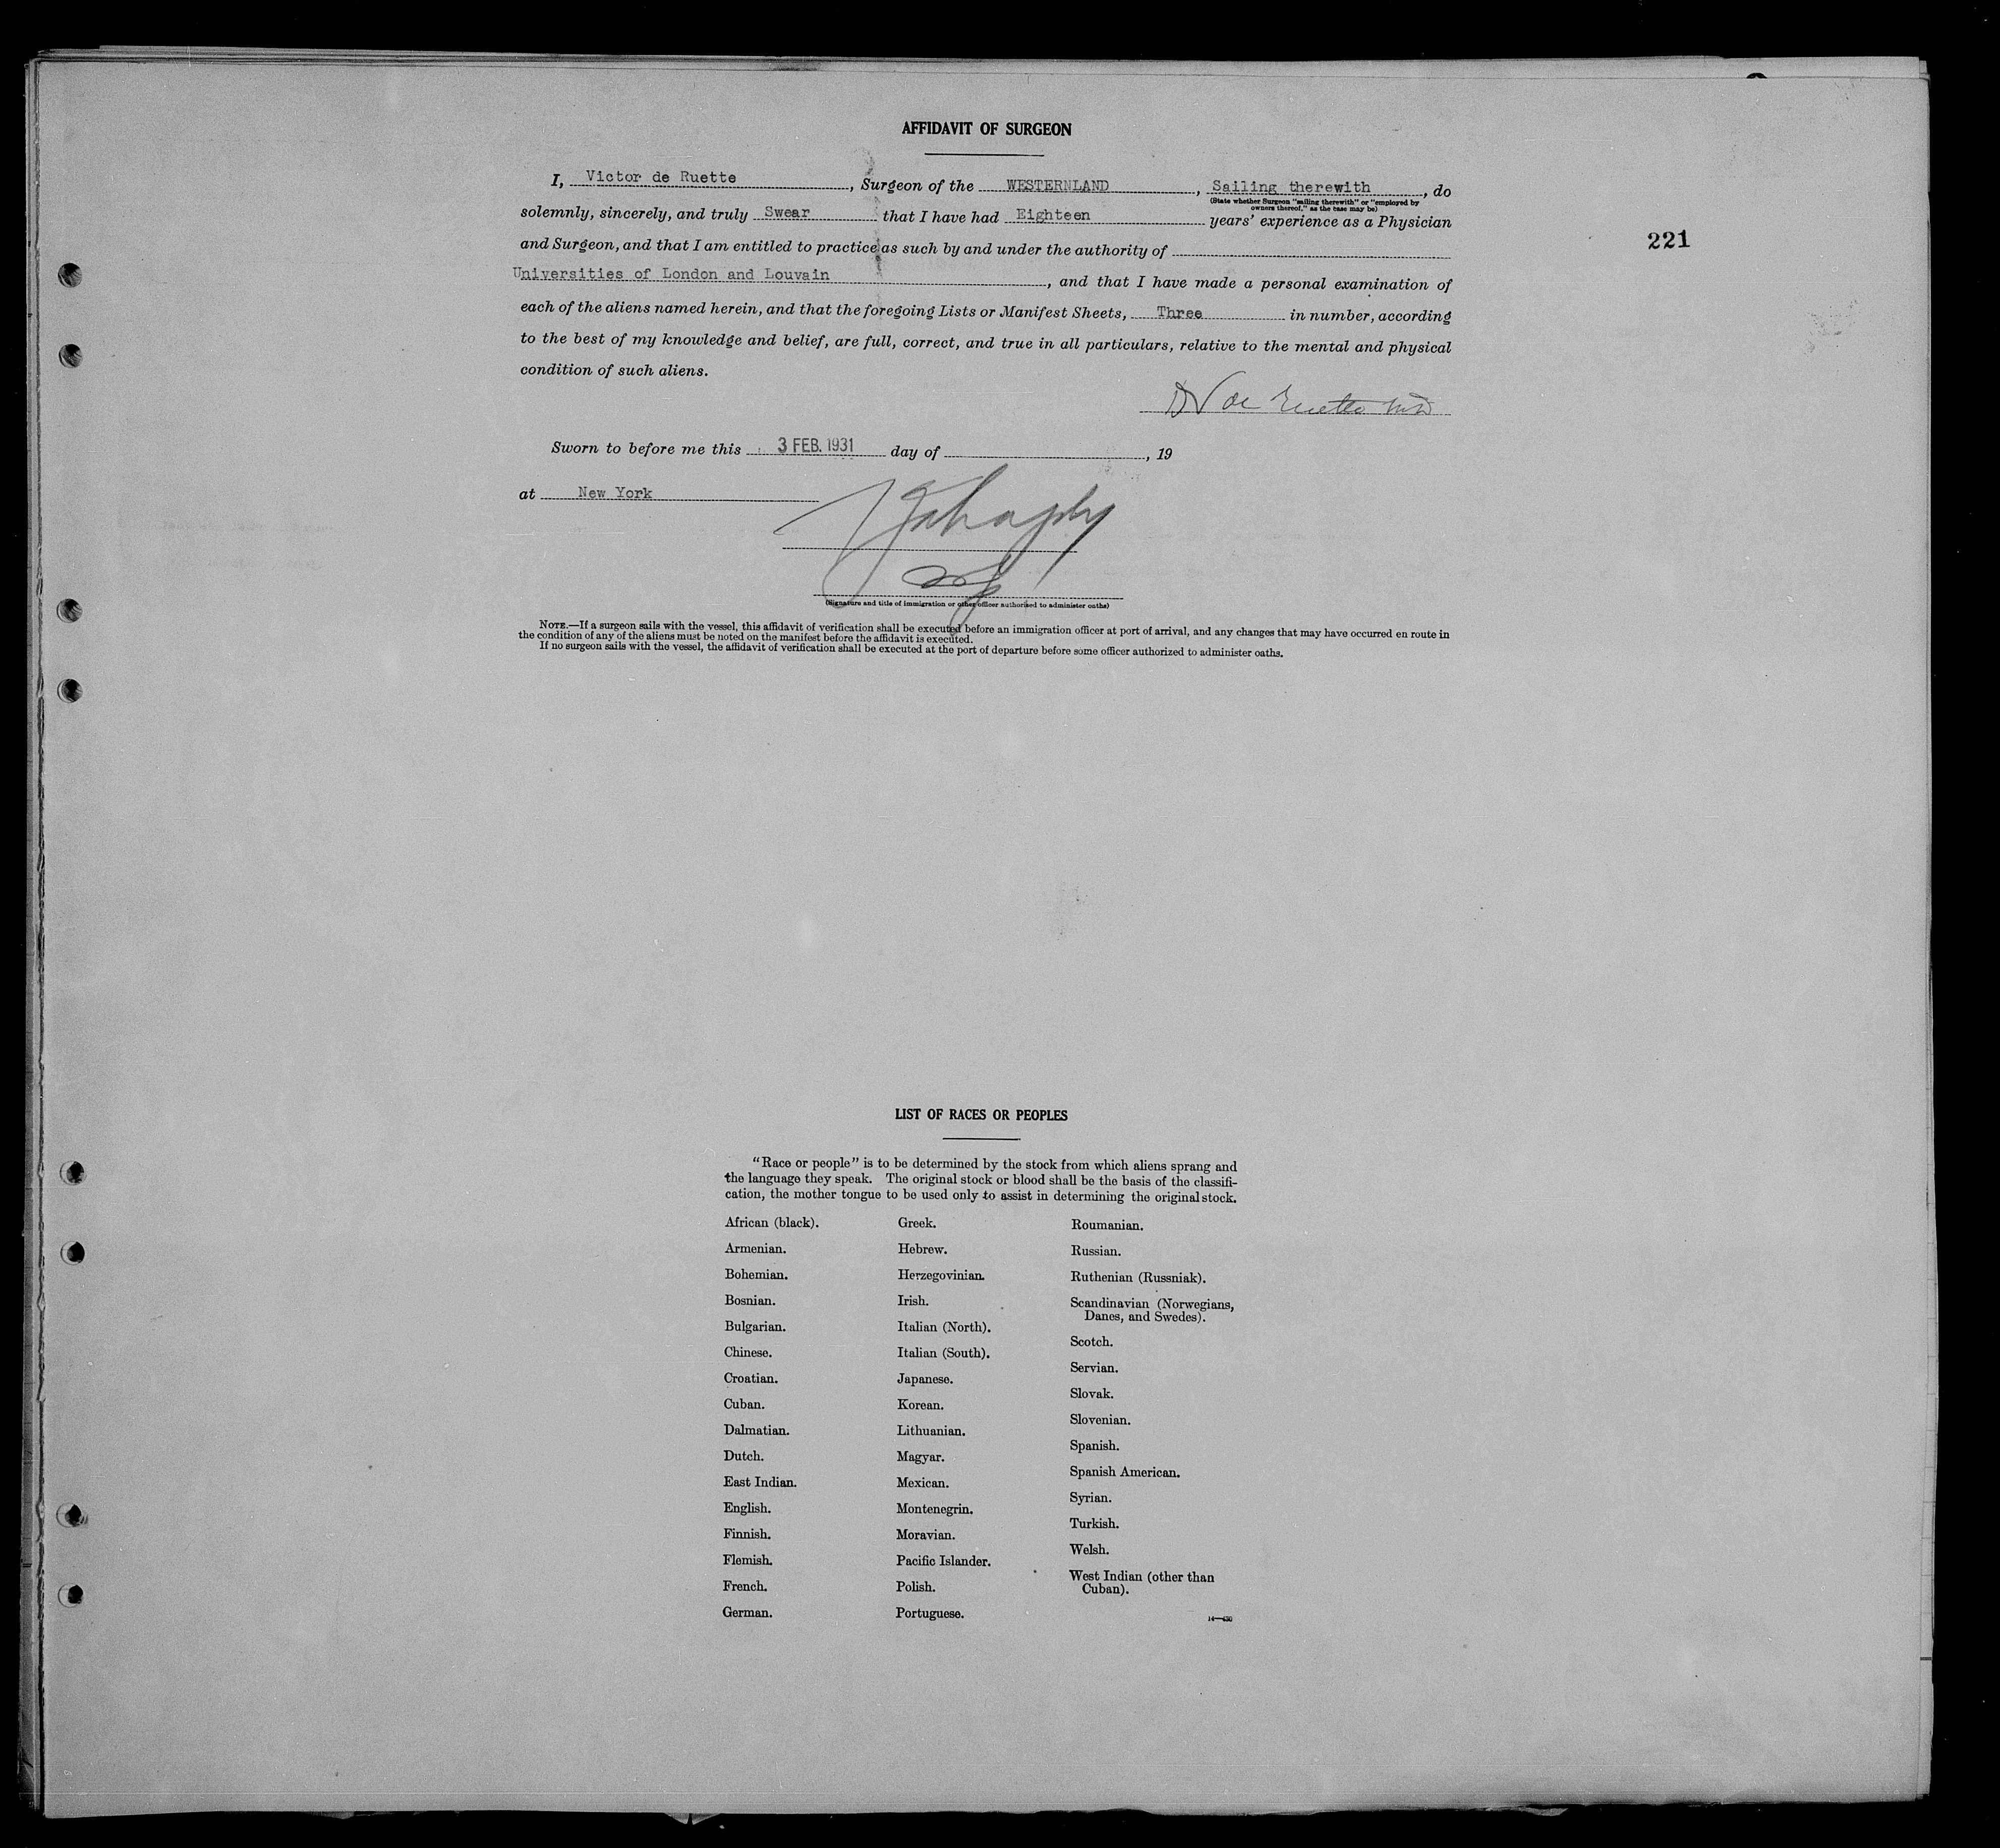 AFFIDAVIT OF SURGEON
I, Victor de Ruette, Surgeon of the WESTERNLAND, Sailing therewith, do
(State whether Surgeon "sailing therewith" or "employed by
owners thereof," as the case may be)
solemnly, sincerely, and truly Swear that I have had Eighteen years' experience as a Physician
221
and Surgeon, and that I am entitled to practice as such by and under the authority of
Universities of London and Louvain, and that I have made a personal examination of
each of the aliens named herein, and that the foregoing Lists or Manifest Sheets, Three in number, according
to the best of my knowledge and belief, are full, correct, and true in all particulars, relative to the mental and physical
condition of such aliens.
de Ruette MD
Sworn to before me this 3 FEB. 1931 day of , 19
at New York
(Signature and title of immigration or other officer authorized to administer oaths)
NOTE.—If a surgeon sails with the vessel, this affidavit of verification shall be executed before an immigration officer at port of arrival, and any changes that may have occurred en route in
the condition of any of the aliens must be noted on the manifest before the affidavit is executed.
If no surgeon sails with the vessel, the affidavit of verification shall be executed at the port of departure before some officer authorized to administer oaths.
LIST OF RACES OR PEOPLES
"Race or people" is to be determined by the stock from which aliens sprang and
the language they speak. The original stock or blood shall be the basis of the classifi-
cation, the mother tongue to be used only to assist in determining the original stock.
African (black).
Armenian.
Bohemian.
Bosnian.
Bulgarian.
Chinese.
Croatian.
Cuban.
Dalmatian.
Dutch.
East Indian.
English.
Finnish.
Flemish.
French.
German.
Greek.
Hebrew.
Herzegovinian.
Irish.
Italian (North).
Italian (South).
Japanese.
Korean.
Lithuanian.
Magyar.
Mexican.
Montenegrin.
Moravian.
Pacific Islander.
Polish.
Portuguese.
Roumanian.
Russian.
Ruthenian (Russniak).
Scandinavian (Norwegians,
Danes, and Swedes).
Scotch.
Servian.
Slovak.
Slovenian.
Spanish.
Spanish American.
Syrian.
Turkish.
Welsh.
West Indian (other than
Cuban).